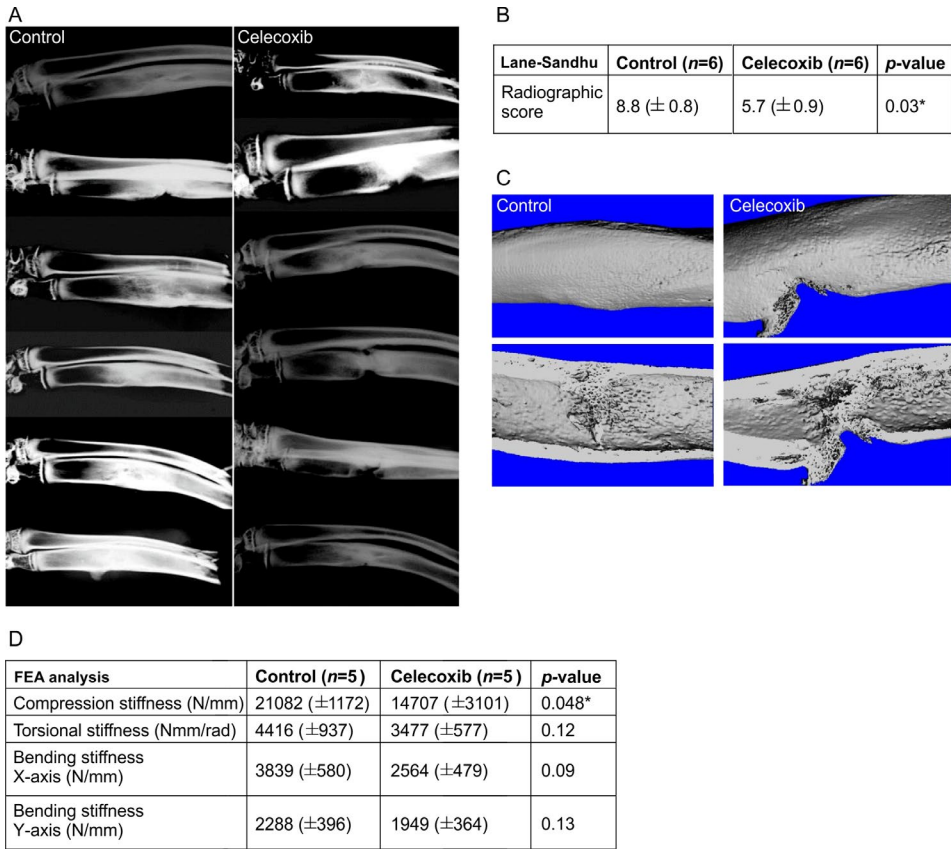 A
Control
Celecoxib
B
Lane-Sandhu Control (n=6) Celecoxib (n=6) p-value
Radiographic
score 8.8 (±0.8) 5.7 (±0.9) 0.03*
C
Control
Celecoxib
D
FEA analysis Control (n=5) Celecoxib (n=5) p-value
Compression stiffness (N/mm) 21082 (±1172) 14707 (±3101) 0.048*
Torsional stiffness (Nmm/rad) 4416 (±937) 3477 (±577) 0.12
Bending stiffness
X-axis (N/mm) 3839 (±580) 2564 (±479) 0.09
Bending stiffness
Y-axis (N/mm) 2288 (±396) 1949 (±364) 0.13